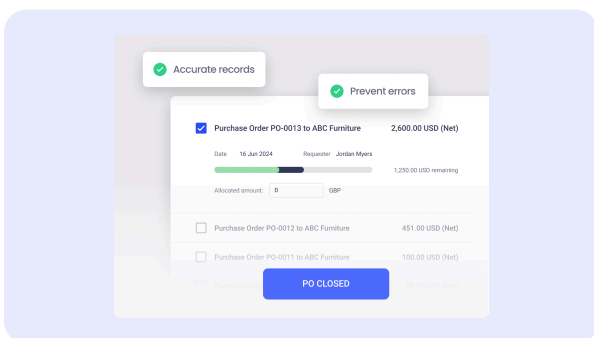 Accurate records
Prevent errors
Purchase Order PO-0013 to ABC Furniture 2,600.00 USD (Net)
Date 16 Jun 2024 Requester Jordan Myers
1,250.00 USD remaining
Allocated amount: 0 GBP
Purchase Order PO-0012 to ABC Furniture 451.00 USD (Net)
Purchase Order PO-0011 to ABC Furniture 100.00 USD (Net)
PO CLOSED